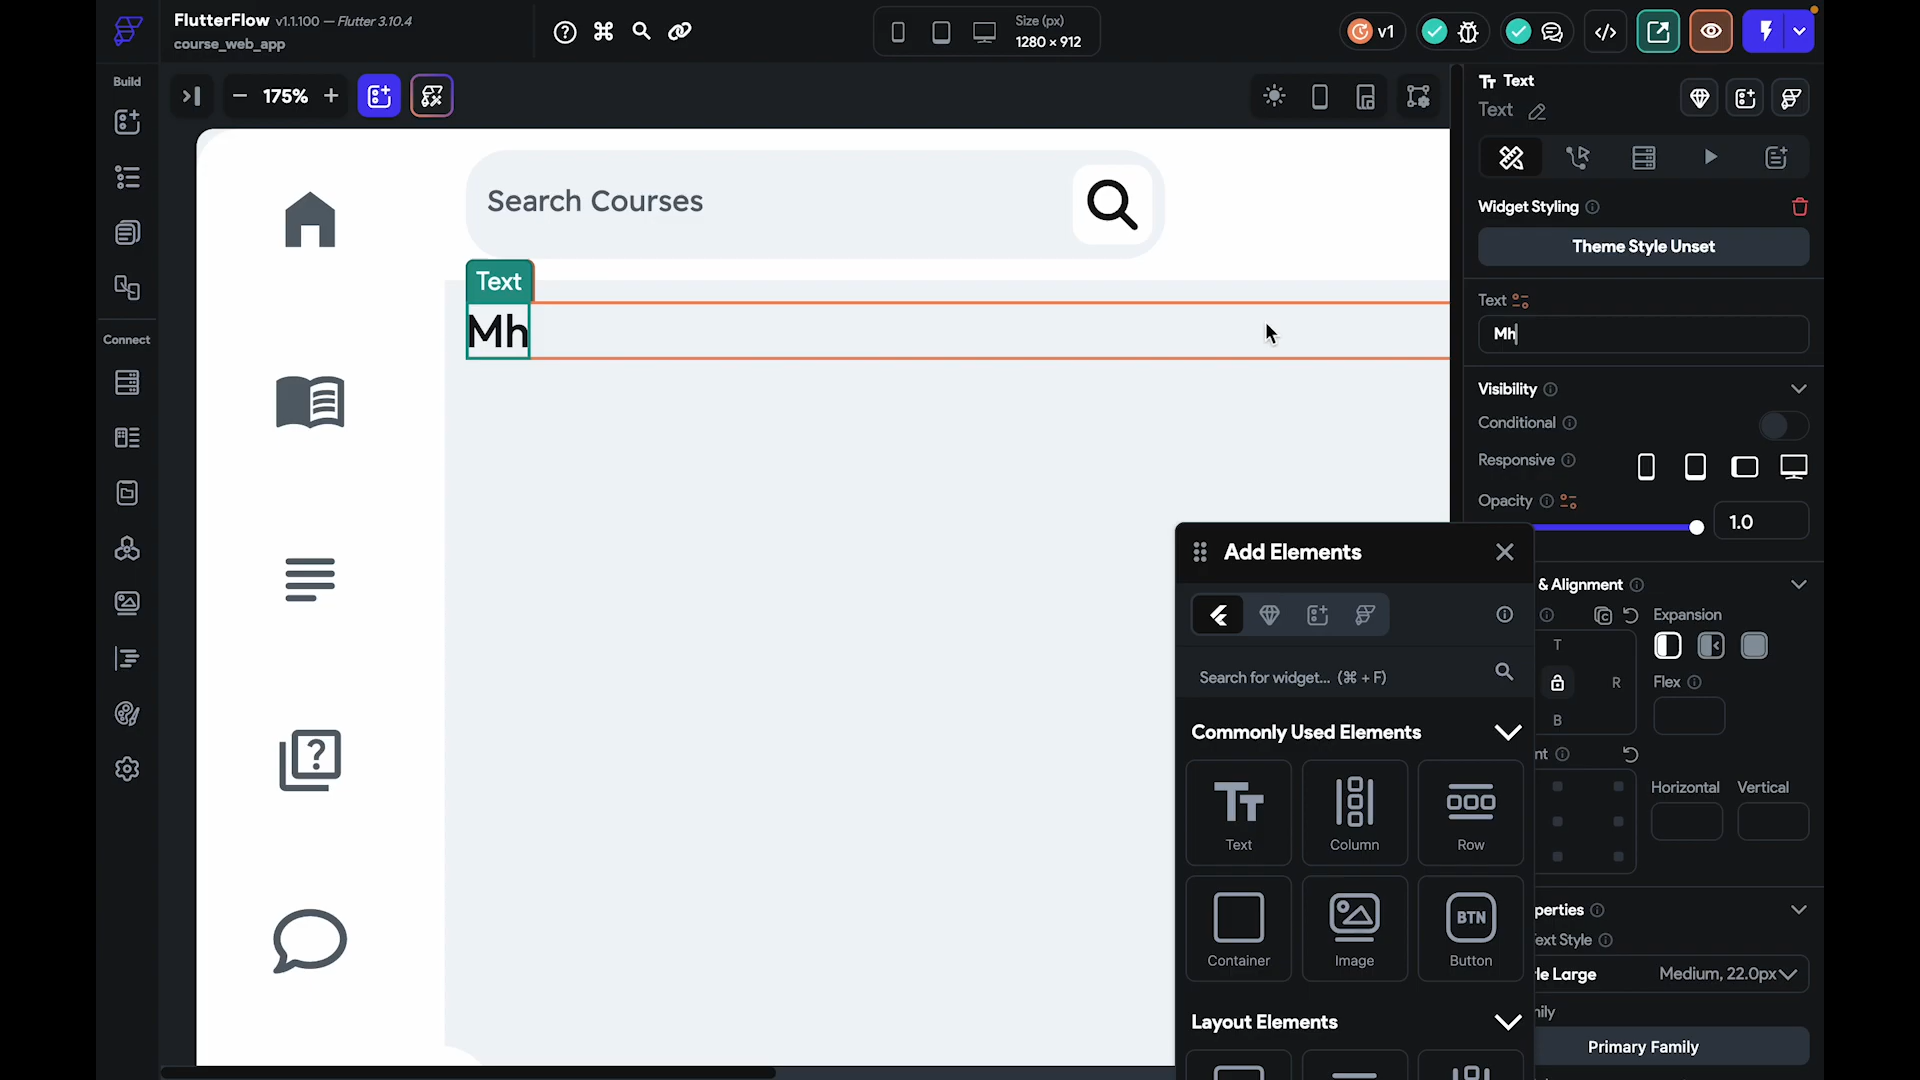 FlutterFlow v1.1.100 — Flutter 3.10.4
course_web_app
Size (px)
1280 × 912
v1
Build
Connect
175%
Search Courses
Text
Mh
Text
Text
Widget Styling
Theme Style Unset
Text
Mh
Visibility
Conditional
Responsive
Opacity
1.0
& Alignment
Expansion
T
R
B
Flex
nt
Horizontal
Vertical
perties
ext Style
le Large
Medium, 22.0px
Primary Family
Add Elements
Search for widget... (⌘ + F)
Commonly Used Elements
Text
Column
Row
Container
Image
BTN
Button
Layout Elements